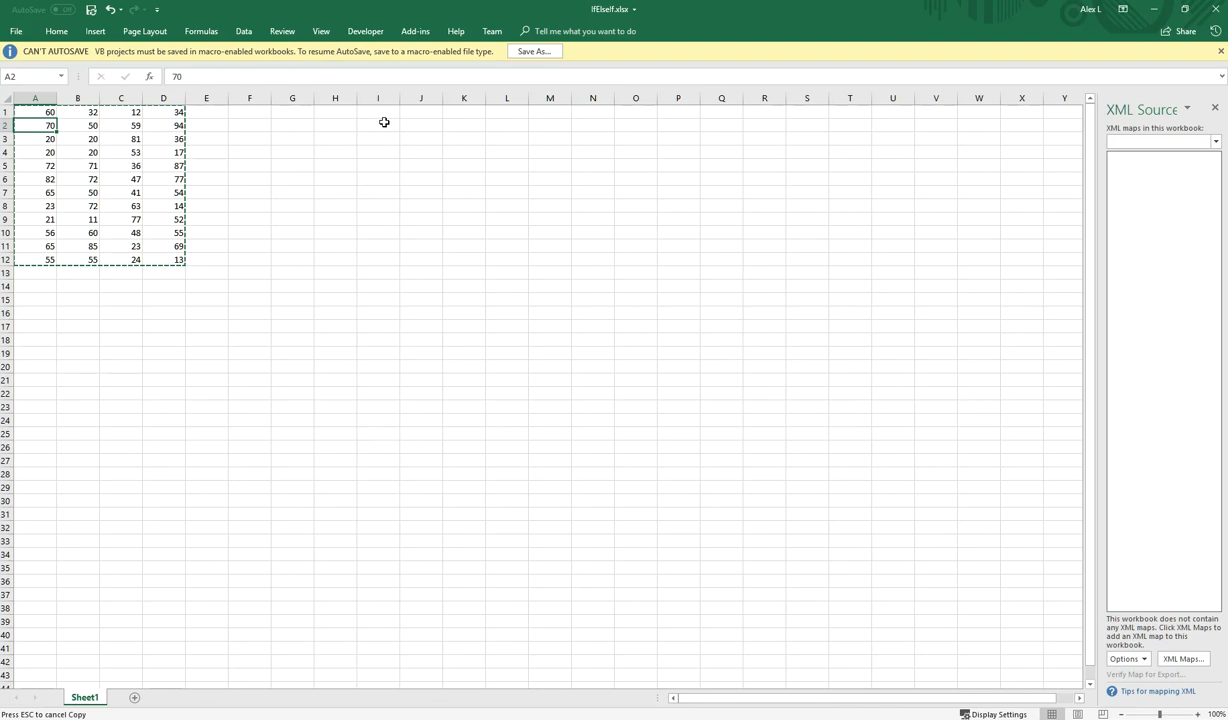 AutoSave Off IfElself.xlsx Alex L
File Home Insert Page Layout Formulas Data Review View Developer Add-ins Help Team Tell me what you want to do Share
CAN'T AUTOSAVE VB projects must be saved in macro-enabled workbooks. To resume AutoSave, save to a macro-enabled file type. Save As...
A2 fx 70
A B C D E F G H I J K L M N O P Q R S T U V W X Y
1 60 32 12 34
2 70 50 59 94
3 20 20 81 36
4 20 20 53 17
5 72 71 36 87
6 82 72 47 77
7 65 50 41 54
8 23 72 63 14
9 21 11 77 52
10 56 60 48 55
11 65 85 23 69
12 55 55 24 13
13
14
15
16
17
18
19
20
21
22
23
24
25
26
27
28
29
30
31
32
33
34
35
36
37
38
39
40
41
42
43
44
XML Source
XML maps in this workbook:
This workbook does not contain
any XML maps. Click XML Maps to
add an XML map to this
workbook.
Options XML Maps...
Verify Map for Export...
Tips for mapping XML
Sheet1
Press ESC to cancel Copy Display Settings 100%